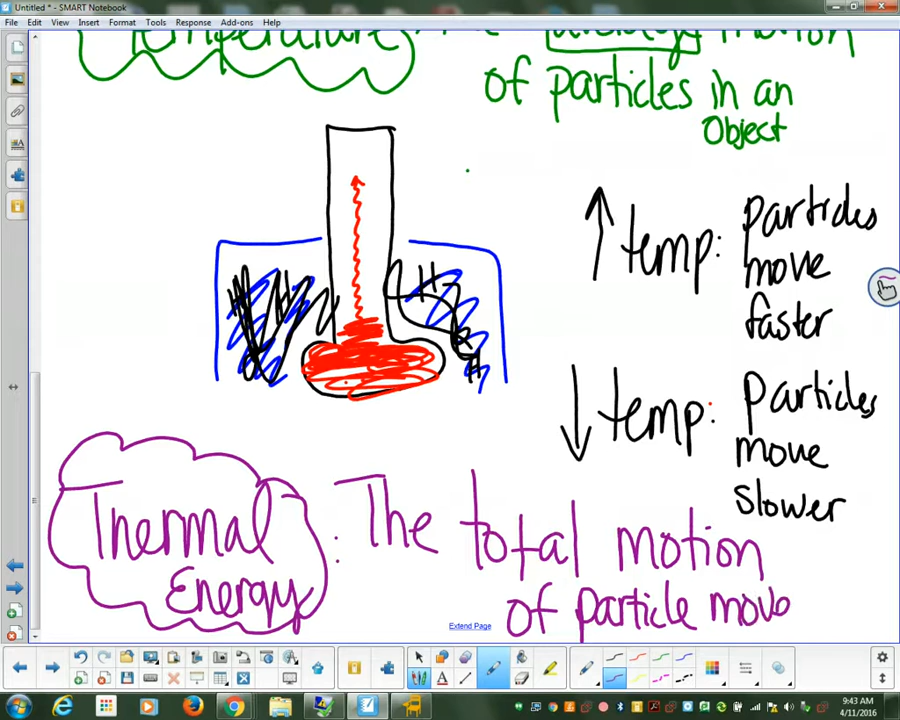 Untitled * - SMART Notebook
File Edit View Insert Format Tools Response Add-ons Help
Temperature
motion
of particles in an
Object
↑ temp: particles
move
faster
↓ temp: Particles
move
slower
Thermal
Energy
: The total motion
of particle move
Extend Page
9:43 AM
4/11/2016